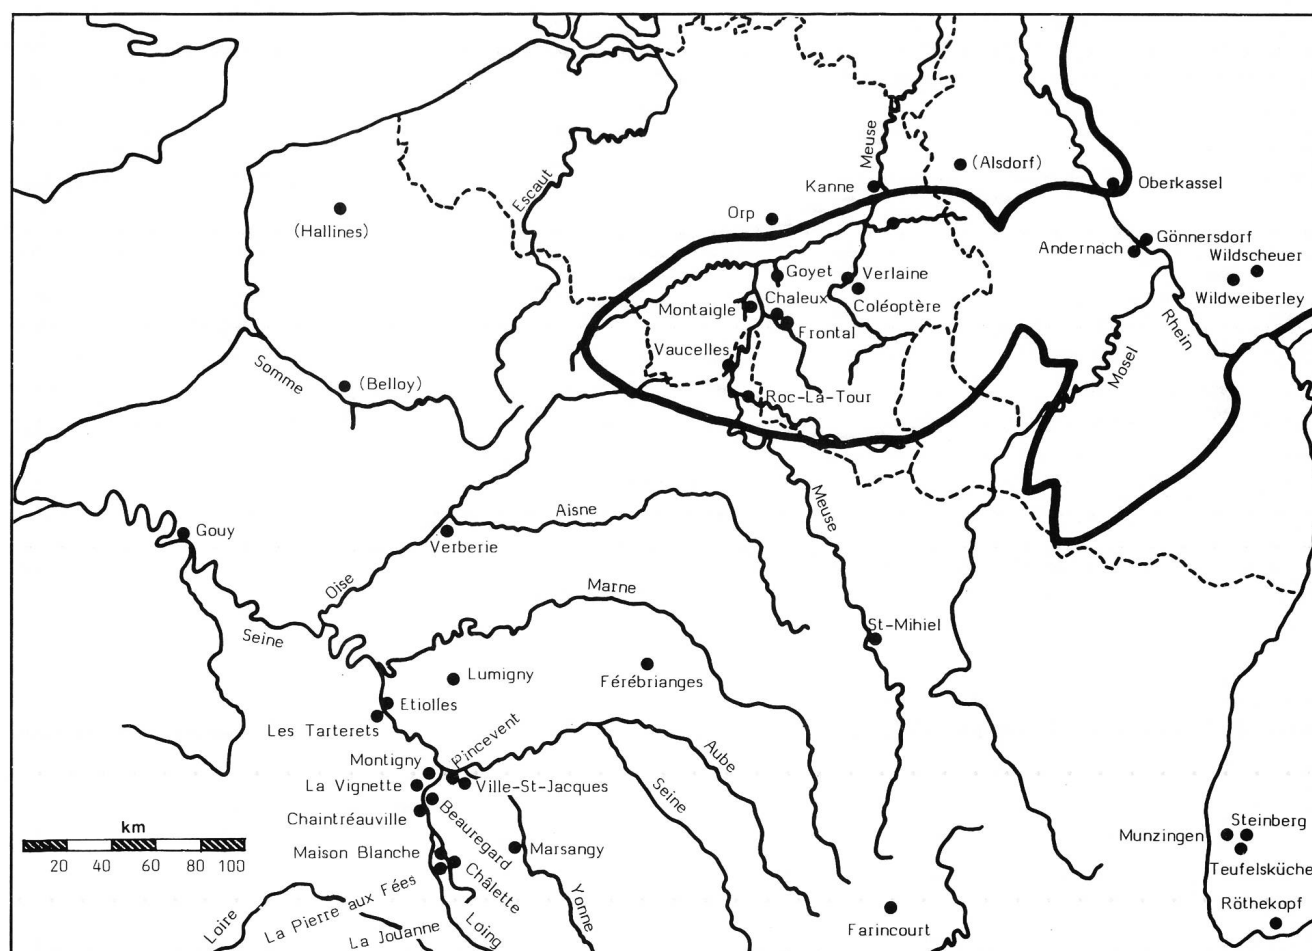 Meuse
(Alsdorf)
Kanne
Oberkassel
Escaut
(Hallines)
Orp
Gönnersdorf
Andernach
Wildscheuer
Goyet
Verlaine
Wildweiberley
Montaigle
Chaleux
Coléoptère
Frontal
Rhein
Vaucelles
Mosel
Somme
(Belloy)
Roc-La-Tour
Meuse
Aisne
Gouy
Verberie
Oise
Marne
Seine
St-Mihiel
Lumigny
Férébrianges
Etiolles
Les Tarterets
Pincevent
Aube
Montigny
La Vignette
Ville-St-Jacques
Seine
Chaintréauville
Beauregard
km
20 40 60 80 100
Munzingen
Steinberg
Maison Blanche
Marsangy
Teufelsküche
Châlette
La Pierre aux Fées
Yonne
Röthekopf
Loire
La Jouanne
Loing
Farincourt